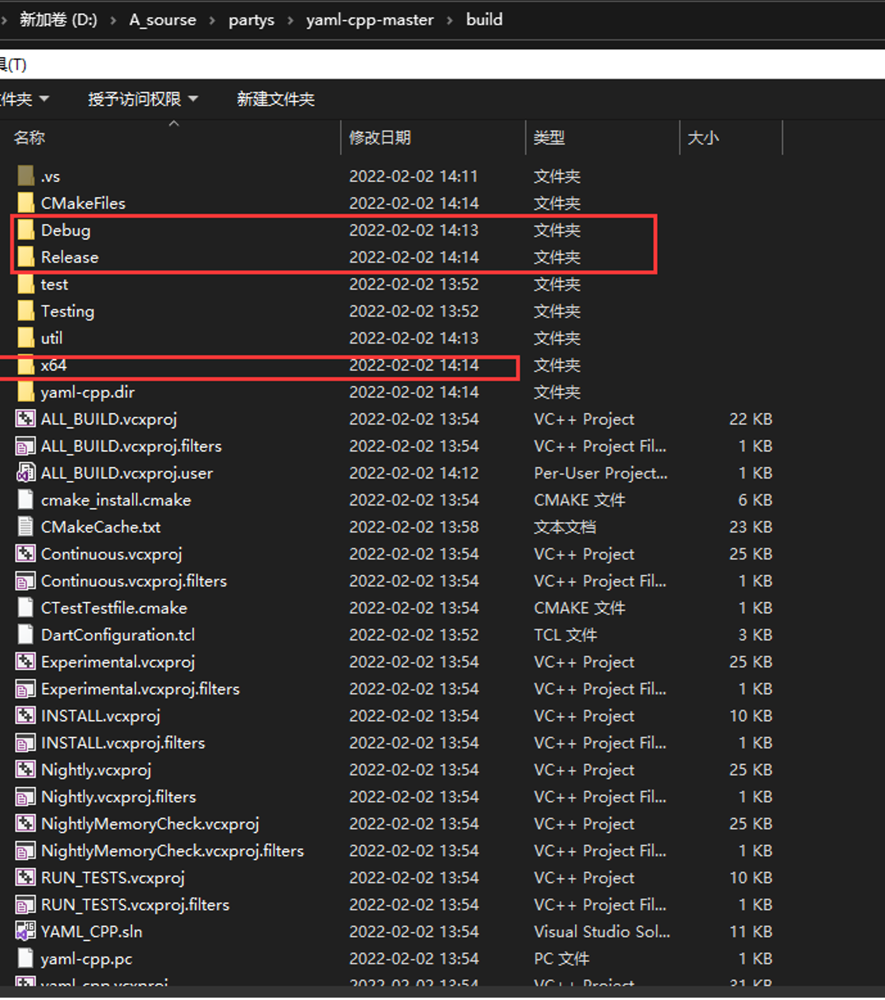 新加卷 (D:) › A_sourse › partys › yaml-cpp-master › build
具(T)
件夹 授予访问权限 新建文件夹
名称 修改日期 类型 大小
.vs 2022-02-02 14:11 文件夹
CMakeFiles 2022-02-02 14:14 文件夹
Debug 2022-02-02 14:13 文件夹
Release 2022-02-02 14:14 文件夹
test 2022-02-02 13:52 文件夹
Testing 2022-02-02 13:52 文件夹
util 2022-02-02 14:13 文件夹
x64 2022-02-02 14:14 文件夹
yaml-cpp.dir 2022-02-02 14:14 文件夹
ALL_BUILD.vcxproj 2022-02-02 13:54 VC++ Project 22 KB
ALL_BUILD.vcxproj.filters 2022-02-02 13:54 VC++ Project Fil... 1 KB
ALL_BUILD.vcxproj.user 2022-02-02 14:12 Per-User Project... 1 KB
cmake_install.cmake 2022-02-02 13:54 CMAKE 文件 6 KB
CMakeCache.txt 2022-02-02 13:58 文本文档 23 KB
Continuous.vcxproj 2022-02-02 13:54 VC++ Project 25 KB
Continuous.vcxproj.filters 2022-02-02 13:54 VC++ Project Fil... 1 KB
CTestTestfile.cmake 2022-02-02 13:54 CMAKE 文件 1 KB
DartConfiguration.tcl 2022-02-02 13:52 TCL 文件 3 KB
Experimental.vcxproj 2022-02-02 13:54 VC++ Project 25 KB
Experimental.vcxproj.filters 2022-02-02 13:54 VC++ Project Fil... 1 KB
INSTALL.vcxproj 2022-02-02 13:54 VC++ Project 10 KB
INSTALL.vcxproj.filters 2022-02-02 13:54 VC++ Project Fil... 1 KB
Nightly.vcxproj 2022-02-02 13:54 VC++ Project 25 KB
Nightly.vcxproj.filters 2022-02-02 13:54 VC++ Project Fil... 1 KB
NightlyMemoryCheck.vcxproj 2022-02-02 13:54 VC++ Project 25 KB
NightlyMemoryCheck.vcxproj.filters 2022-02-02 13:54 VC++ Project Fil... 1 KB
RUN_TESTS.vcxproj 2022-02-02 13:54 VC++ Project 10 KB
RUN_TESTS.vcxproj.filters 2022-02-02 13:54 VC++ Project Fil... 1 KB
YAML_CPP.sln 2022-02-02 13:54 Visual Studio Sol... 11 KB
yaml-cpp.pc 2022-02-02 13:54 PC 文件 1 KB
yaml-cpp.vcxproj 2022-02-02 13:54 VC++ Project 31 KB